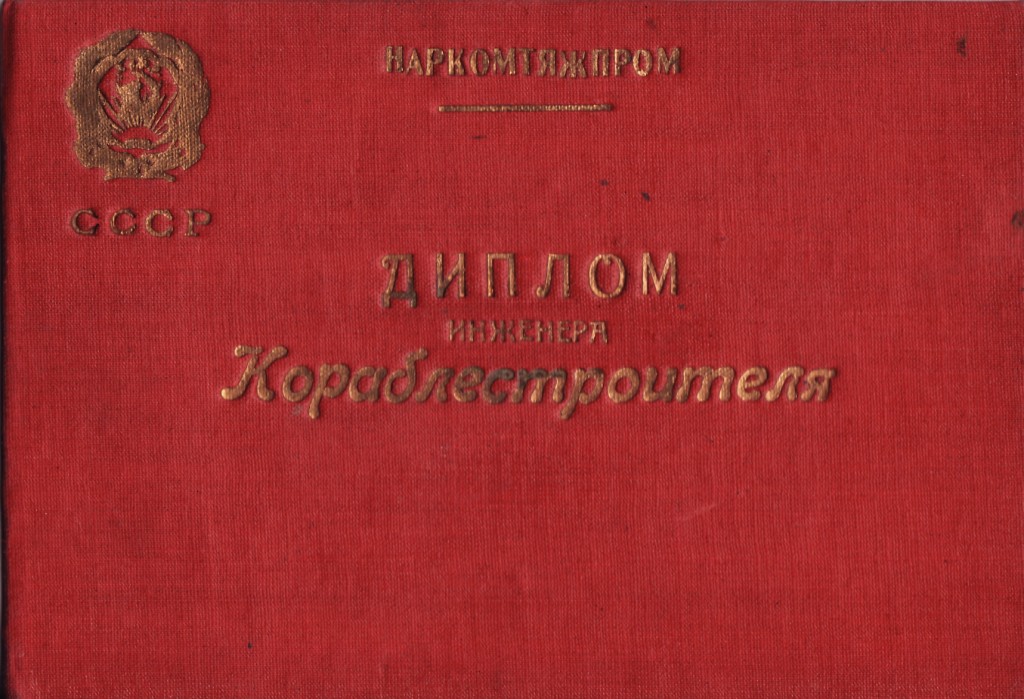 НАРКОМТЯЖПРОМ
СССР
ДИПЛОМ
ИНЖЕНЕРА
Кораблестроителя